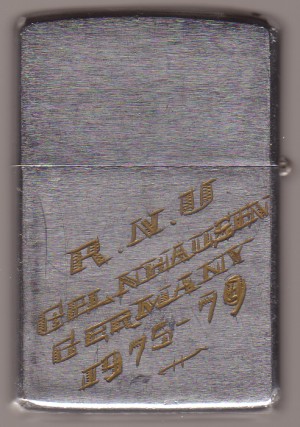 R.N.U
GELNHAUSEN
GERMANY
1975-79